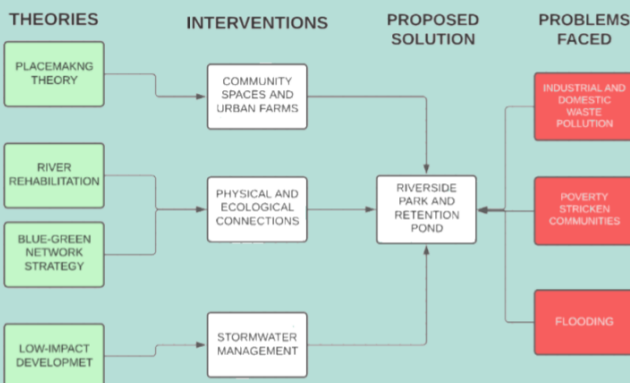 THEORIES
INTERVENTIONS
PROPOSED
SOLUTION
PROBLEMS
FACED
PLACEMAKNG
THEORY
COMMUNITY
SPACES AND
URBAN FARMS
INDUSTRIAL AND
DOMESTIC
WASTE
POLLUTION
RIVER
REHABILITATION
PHYSICAL AND
ECOLOGICAL
CONNECTIONS
RIVERSIDE
PARK AND
RETENTION
POND
POVERTY
STRICKEN
COMMUNITIES
BLUE-GREEN
NETWORK
STRATEGY
STORMWATER
MANAGEMENT
FLOODING
LOW-IMPACT
DEVELOPMET